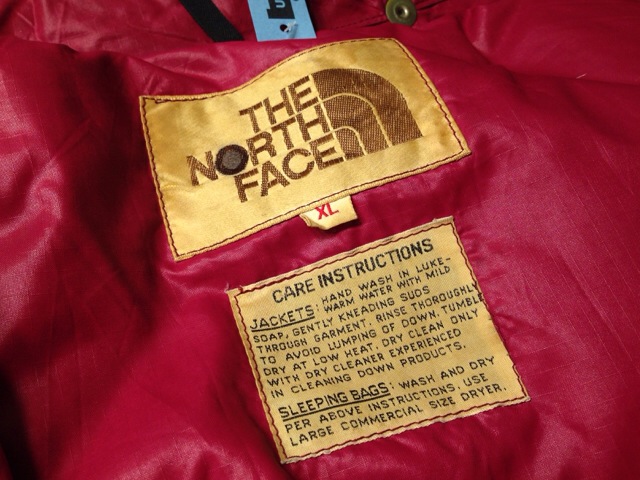 THE
NORTH
FACE
XL
CARE INSTRUCTIONS
JACKETS: HAND WASH IN LUKE-
WARM WATER WITH MILD
SOAP, GENTLY KNEADING SUDS
THROUGH GARMENT. RINSE THOROUGHLY
TO AVOID LUMPING OF DOWN. TUMBLE
DRY AT LOW HEAT. DRY CLEAN ONLY
WITH DRY CLEANER EXPERIENCED
IN CLEANING DOWN PRODUCTS.
SLEEPING BAGS: WASH AND DRY
PER ABOVE INSTRUCTIONS. USE
LARGE COMMERCIAL SIZE DRYER.